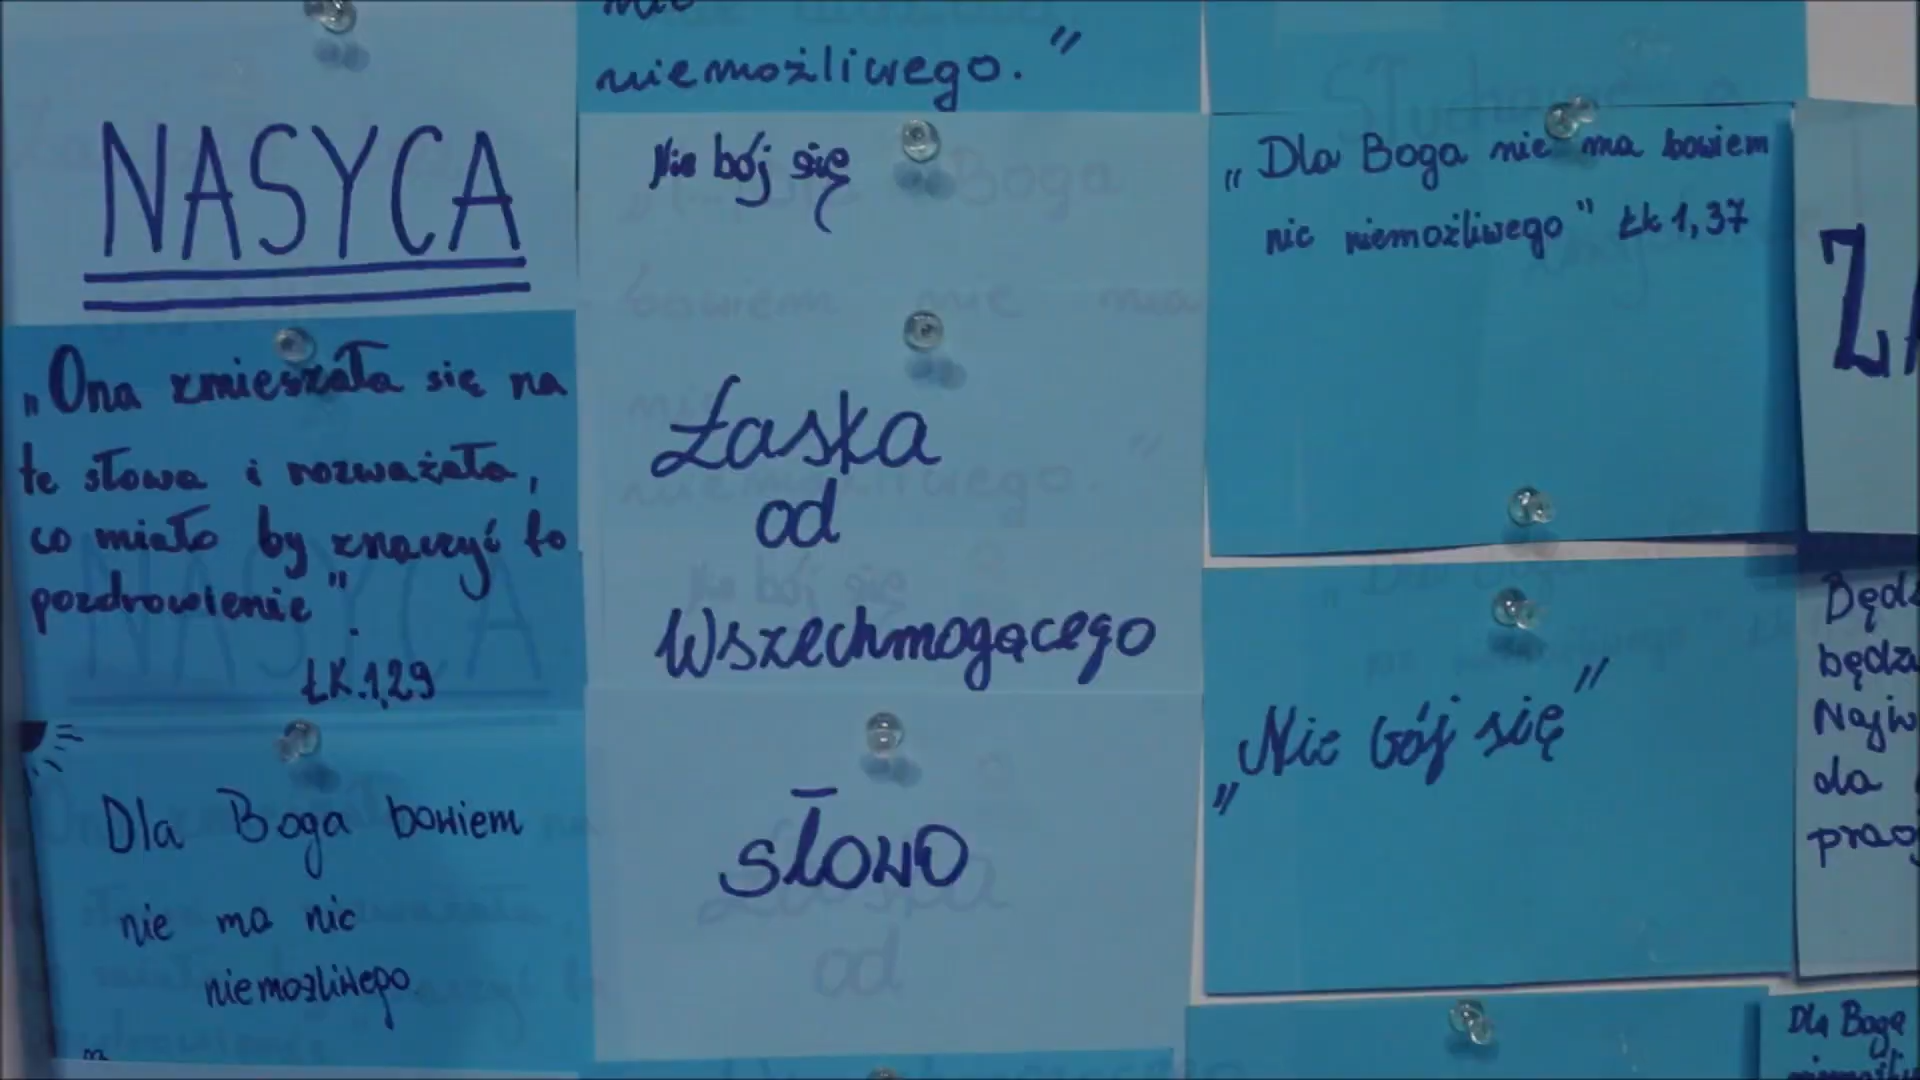 NASYCA
„Ona zmieszała się na
te słowa i rozważała,
co miało by znaczyć to
pozdrowienie".
ŁK.1,29
Dla Boga bowiem
nie ma nic
niemożliwego
niemożliwego."
Nie bój się
Łaska
od
Wszechmogącego
słowo
„Dla Boga nie ma bowiem
nic niemożliwego" Łk 1,37
„Nie bój się"
da
Dla Boga